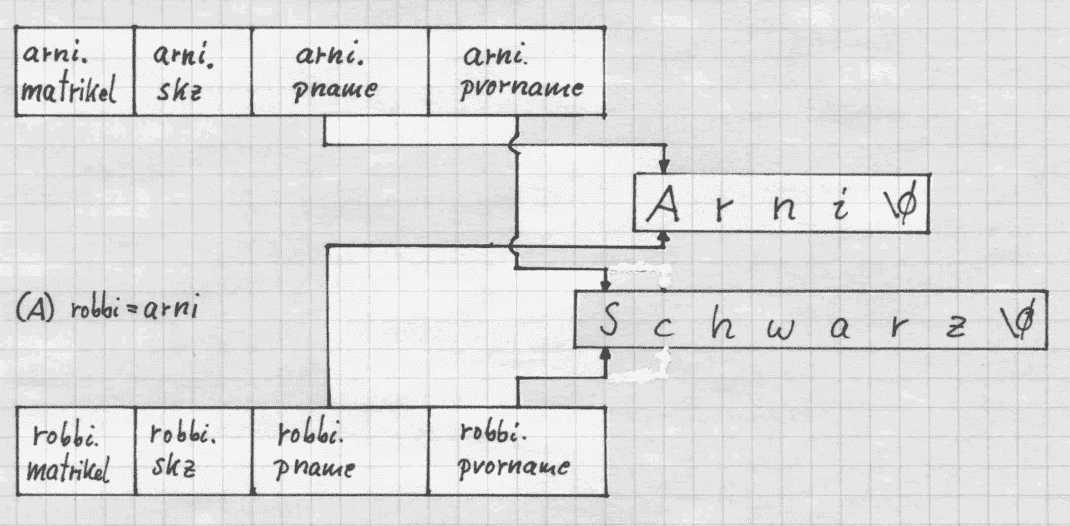 arni. matrikel
arni. skz
arni. pname
arni. pvorname
A r n i \0
(A) robbi = arni
S c h w a r z \0
robbi. matrikel
robbi. skz
robbi. pname
robbi. pvorname